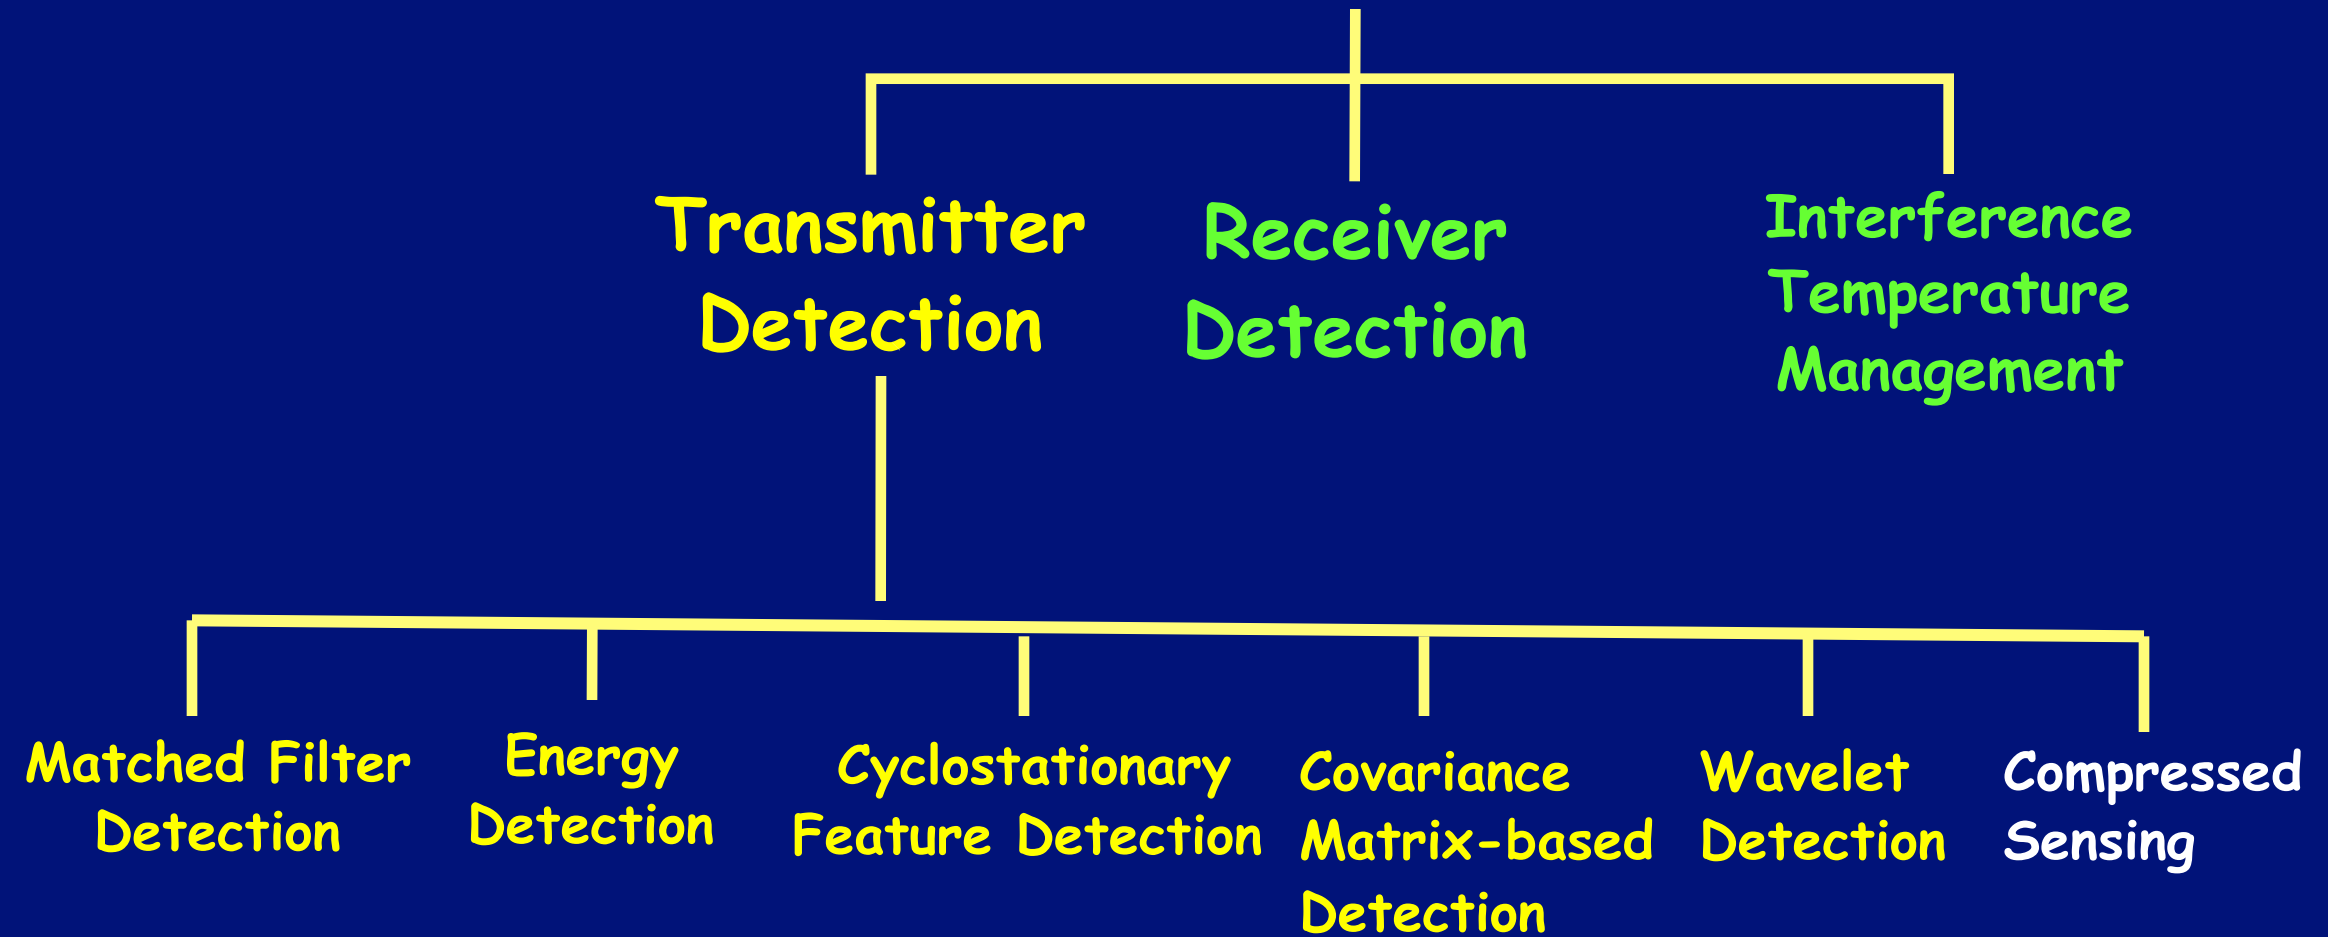 Transmitter
Detection
Receiver
Detection
Interference
Temperature
Management
Matched Filter
Detection
Energy
Detection
Cyclostationary
Feature Detection
Covariance
Matrix-based
Detection
Wavelet
Detection
Compressed
Sensing